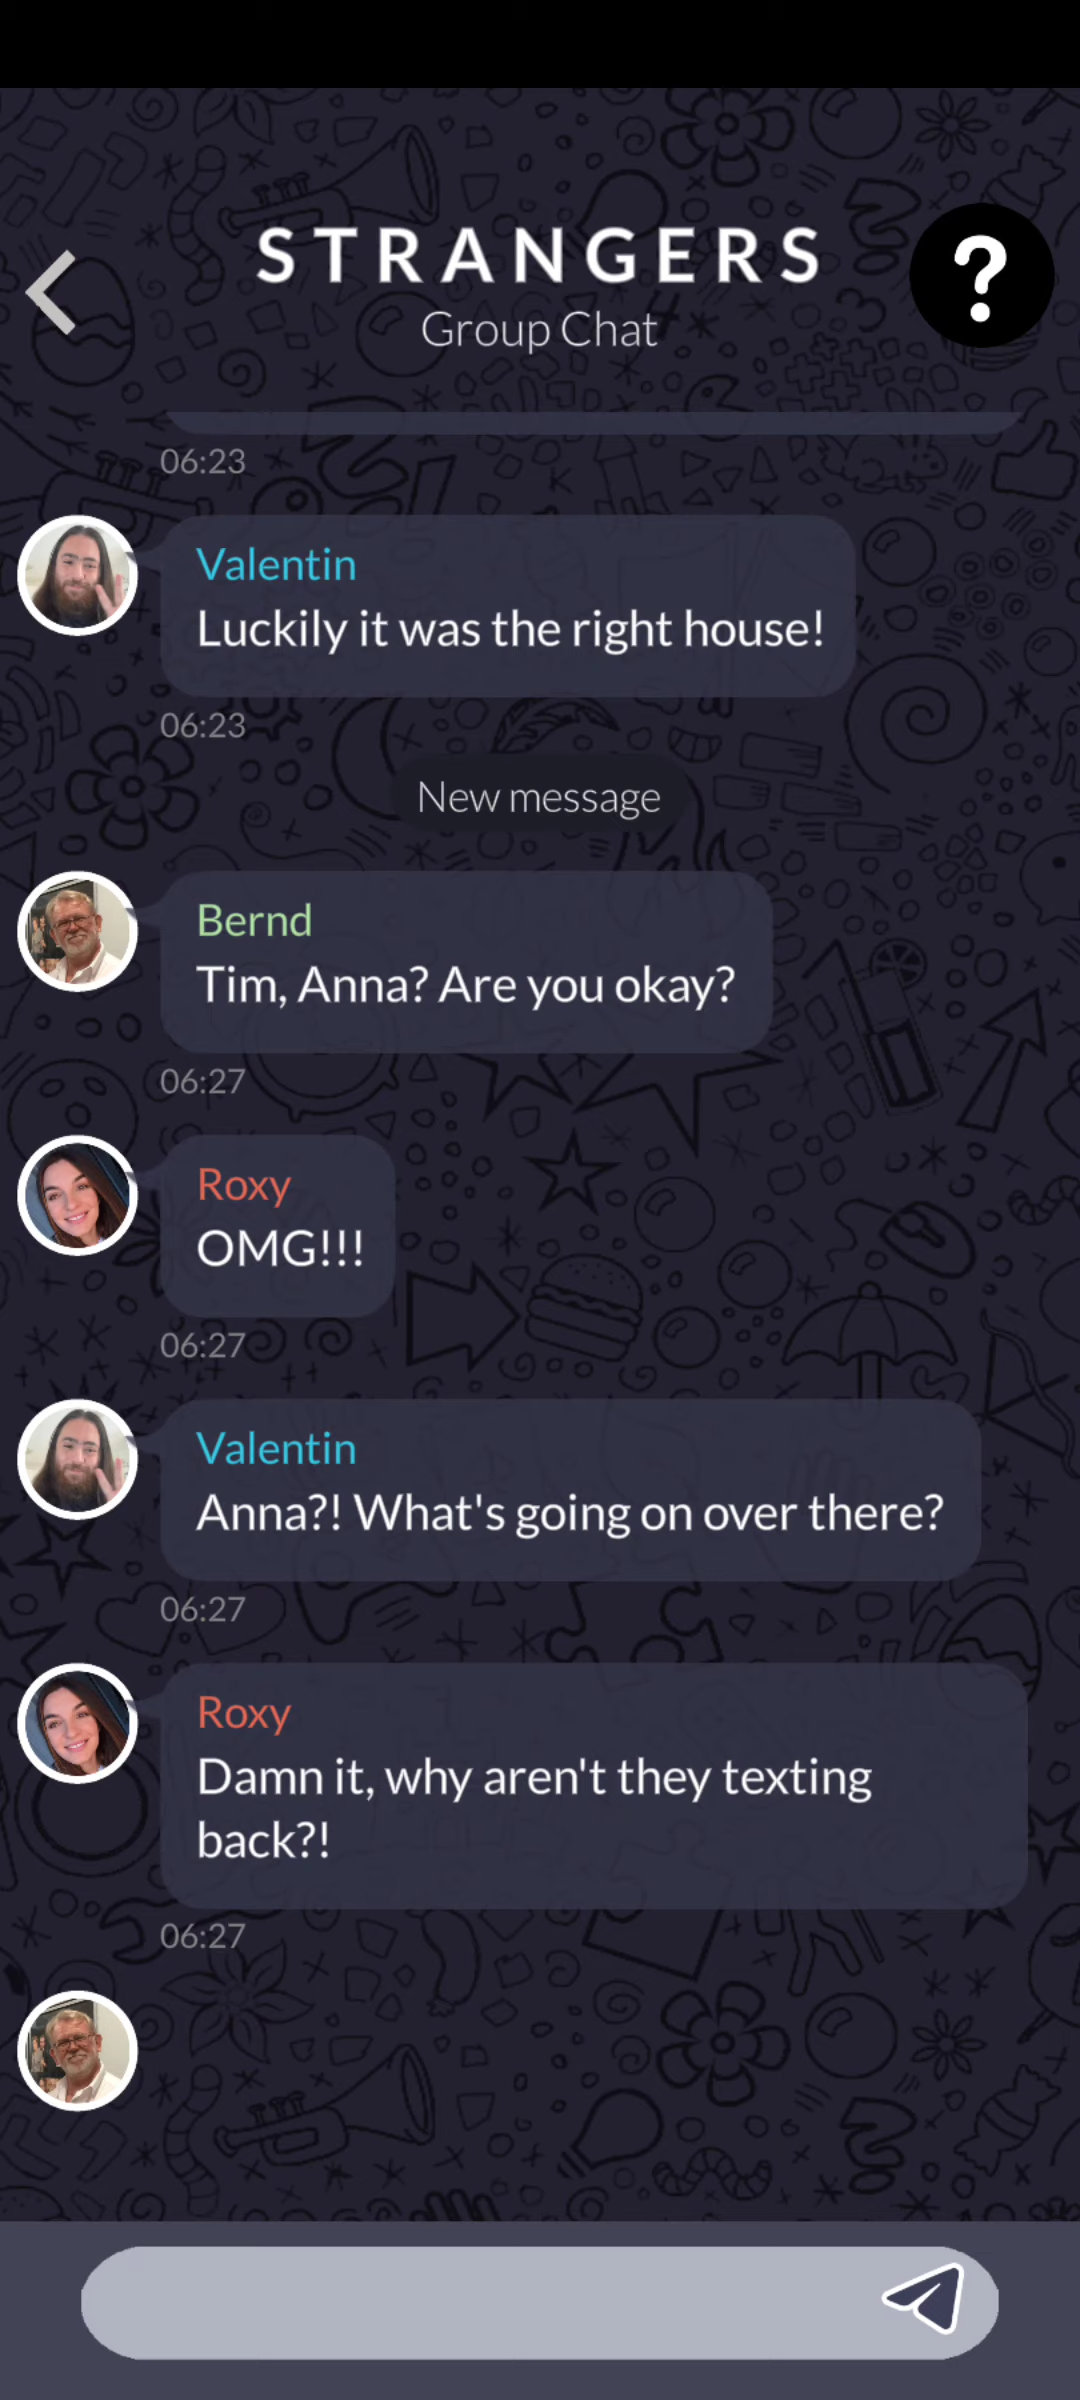 STRANGERS
Group Chat
?
06:23
Valentin
Luckily it was the right house!
06:23
New message
Bernd
Tim, Anna? Are you okay?
06:27
Roxy
OMG!!!
06:27
Valentin
Anna?! What's going on over there?
06:27
Roxy
Damn it, why aren't they texting
back?!
06:27